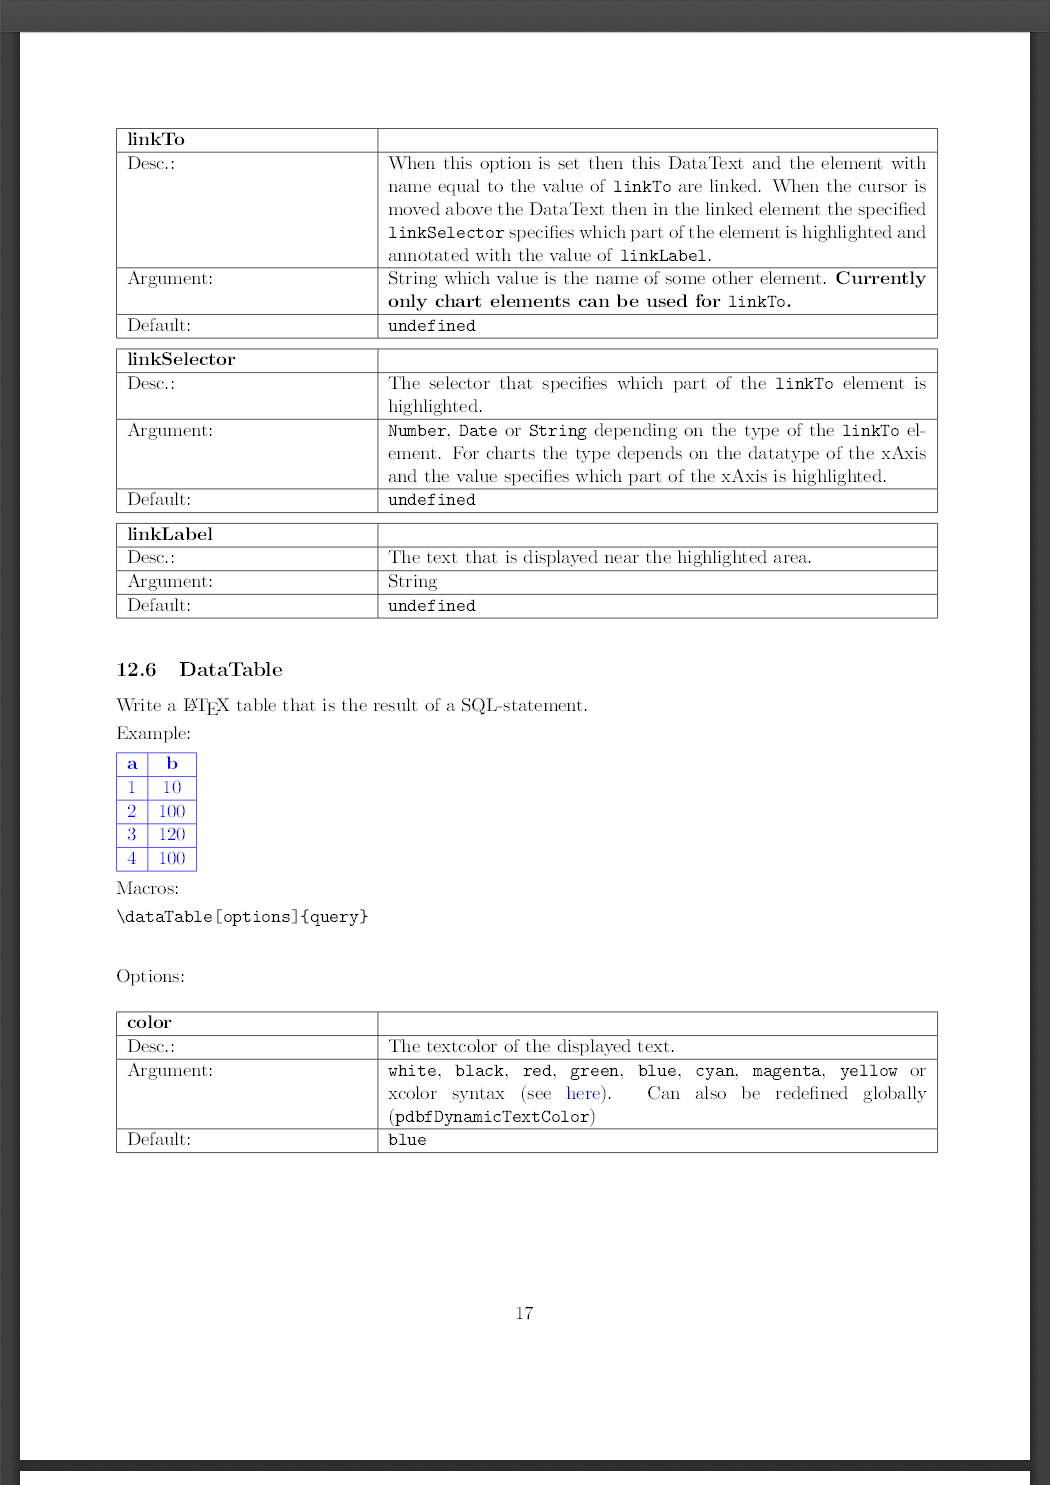 linkTo
Desc.: When this option is set then this DataText and the element with
name equal to the value of linkTo are linked. When the cursor is
moved above the DataText then in the linked element the specified
linkSelector specifies which part of the element is highlighted and
annotated with the value of linkLabel.
Argument: String which value is the name of some other element. Currently
only chart elements can be used for linkTo.
Default: undefined
linkSelector
Desc.: The selector that specifies which part of the linkTo element is
highlighted.
Argument: Number, Date or String depending on the type of the linkTo el-
ement. For charts the type depends on the datatype of the xAxis
and the value specifies which part of the xAxis is highlighted.
Default: undefined
linkLabel
Desc.: The text that is displayed near the highlighted area.
Argument: String
Default: undefined
12.6 DataTable
Write a LATEX table that is the result of a SQL-statement.
Example:
a b
1 10
2 100
3 120
4 100
Macros:
\dataTable[options]{query}
Options:
color
Desc.: The textcolor of the displayed text.
Argument: white, black, red, green, blue, cyan, magenta, yellow or
xcolor syntax (see here). Can also be redefined globally
(pdbfDynamicTextColor)
Default: blue
17